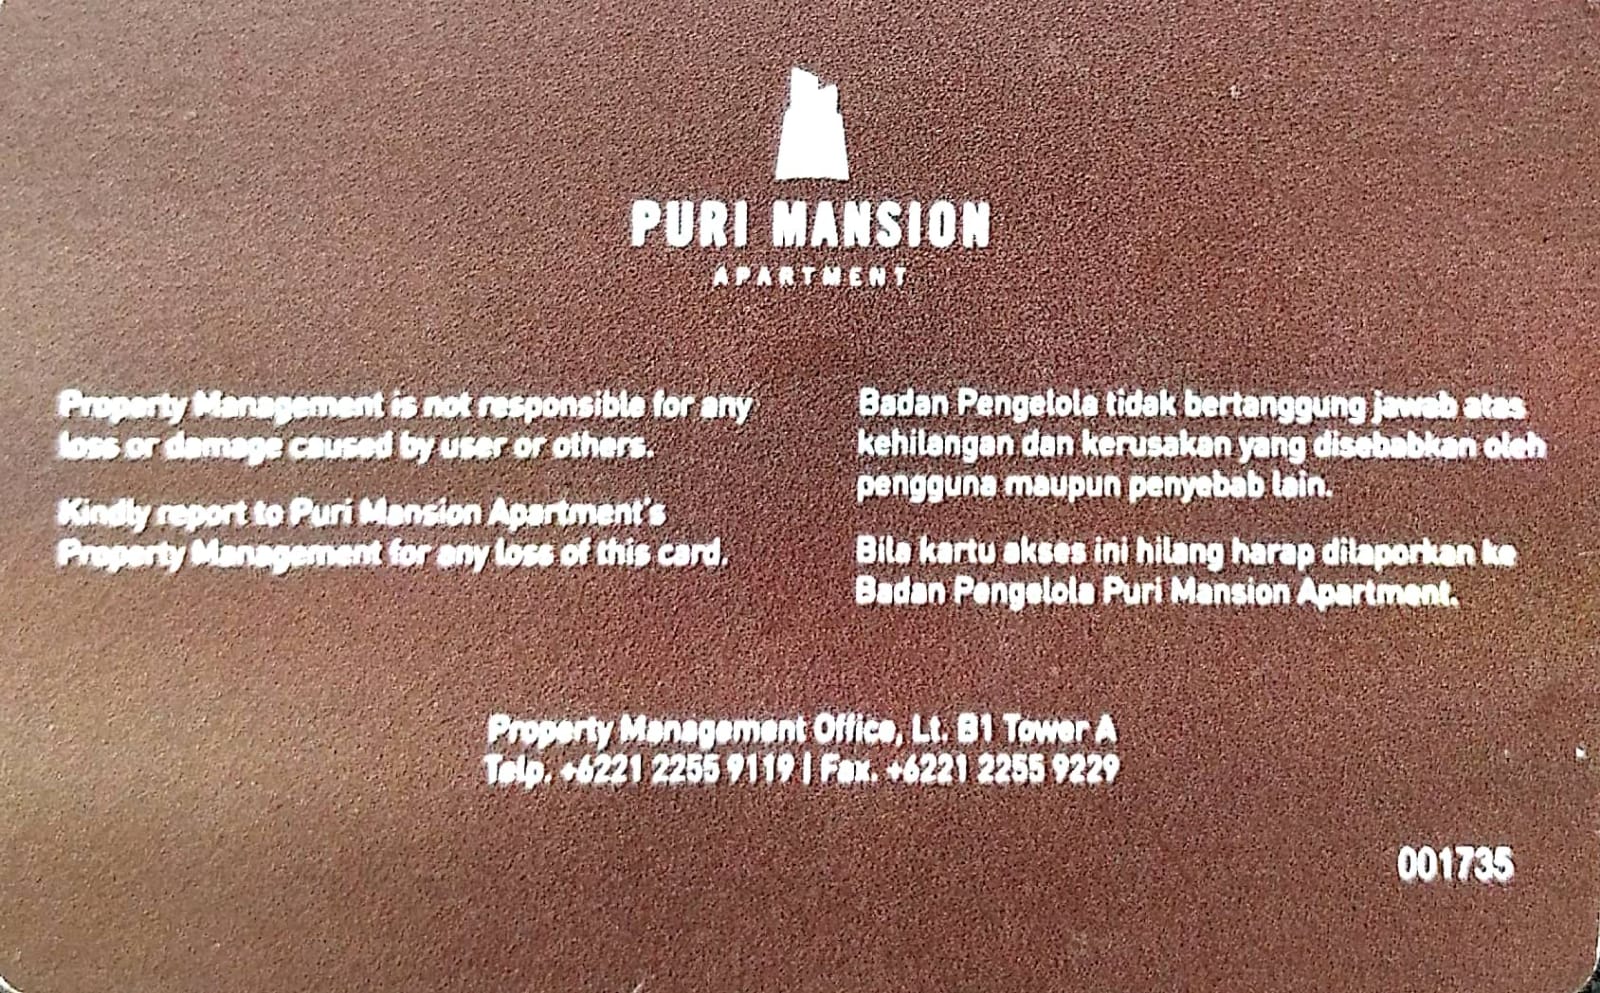 PURI MANSION
APARTMENT
Property Management is not responsible for any
loss or damage caused by user or others.
Kindly report to Puri Mansion Apartment's
Property Management for any loss of this card.
Badan Pengelola tidak bertanggung jawab atas
kehilangan dan kerusakan yang disebabkan oleh
pengguna maupun penyebab lain.
Bila kartu akses ini hilang harap dilaporkan ke
Badan Pengelola Puri Mansion Apartment.
Property Management Office, Lt. B1 Tower A
Telp. +6221 2255 9119 | Fax. +6221 2255 9229
001735